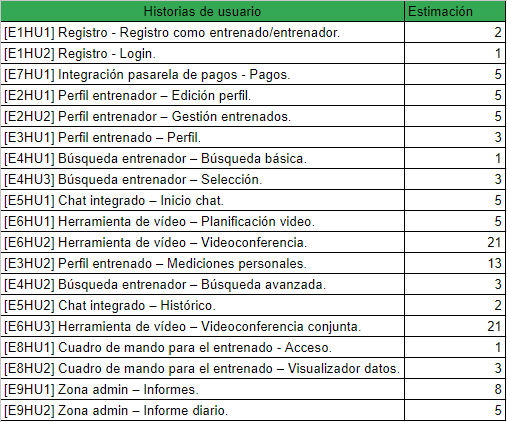 Historias de usuario Estimación
[E1HU1] Registro - Registro como entrenado/entrenador. 2
[E1HU2] Registro - Login. 1
[E7HU1] Integración pasarela de pagos - Pagos. 5
[E2HU1] Perfil entrenador – Edición perfil. 5
[E2HU2] Perfil entrenador – Gestión entrenados. 5
[E3HU1] Perfil entrenado – Perfil. 3
[E4HU1] Búsqueda entrenador – Búsqueda básica. 1
[E4HU3] Búsqueda entrenador – Selección. 3
[E5HU1] Chat integrado – Inicio chat. 5
[E6HU1] Herramienta de vídeo – Planificación video. 5
[E6HU2] Herramienta de vídeo – Videoconferencia. 21
[E3HU2] Perfil entrenado – Mediciones personales. 13
[E4HU2] Búsqueda entrenador – Búsqueda avanzada. 3
[E5HU2] Chat integrado – Histórico. 2
[E6HU3] Herramienta de vídeo – Videoconferencia conjunta. 21
[E8HU1] Cuadro de mando para el entrenado - Acceso. 1
[E8HU2] Cuadro de mando para el entrenado – Visualizador datos. 3
[E9HU1] Zona admin – Informes. 8
[E9HU2] Zona admin – Informe diario. 5